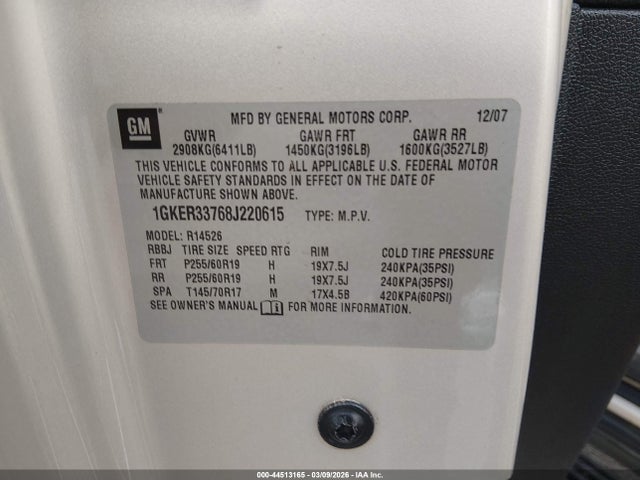 GM
MFD BY GENERAL MOTORS CORP. 12/07
GVWR GAWR FRT GAWR RR
2908KG(6411LB) 1450KG(3196LB) 1600KG(3527LB)
THIS VEHICLE CONFORMS TO ALL APPLICABLE U.S. FEDERAL MOTOR
VEHICLE SAFETY STANDARDS IN EFFECT ON THE DATE OF
MANUFACTURE SHOWN ABOVE.
1GKER33768J220615 TYPE: M.P.V.
MODEL: R14526
RBBJ TIRE SIZE SPEED RTG RIM COLD TIRE PRESSURE
FRT P255/60R19 H 19X7.5J 240KPA(35PSI)
RR P255/60R19 H 19X7.5J 240KPA(35PSI)
SPA T145/70R17 M 17X4.5B 420KPA(60PSI)
SEE OWNER'S MANUAL FOR MORE INFORMATION.
000-44513165 - 03/09/2026 - IAA Inc.